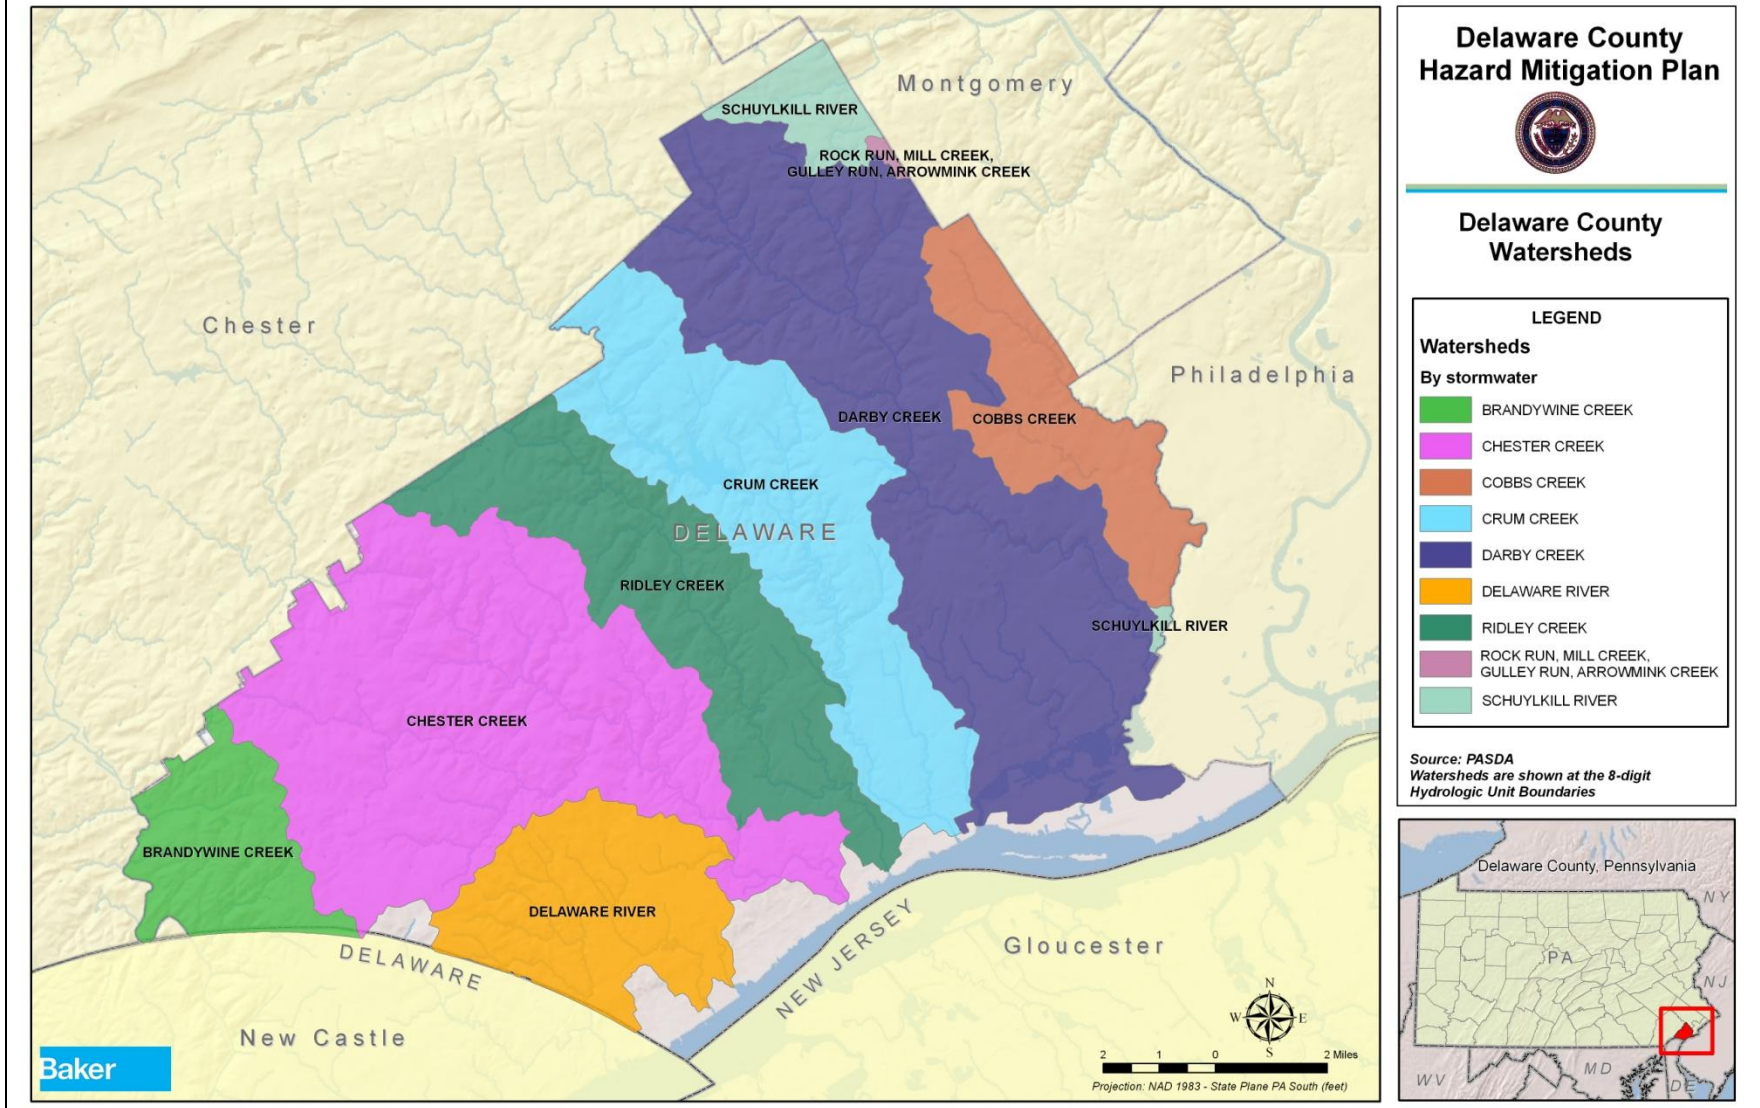 SCHUYLKILL RIVER
Montgomery
ROCK RUN, MILL CREEK,
GULLEY RUN, ARROWMINK CREEK
Chester
Philadelphia
DARBY CREEK
COBBS CREEK
CRUM CREEK
DELAWARE
RIDLEY CREEK
SCHUYLKILL RIVER
CHESTER CREEK
BRANDYWINE CREEK
DELAWARE RIVER
DELAWARE
NEW JERSEY
Gloucester
New Castle
Baker
N
W E
S
2 1 0 2 Miles
Projection: NAD 1983 - State Plane PA South (feet)
Delaware County
Hazard Mitigation Plan
Delaware County
Watersheds
LEGEND
Watersheds
By stormwater
BRANDYWINE CREEK
CHESTER CREEK
COBBS CREEK
CRUM CREEK
DARBY CREEK
DELAWARE RIVER
RIDLEY CREEK
ROCK RUN, MILL CREEK,
GULLEY RUN, ARROWMINK CREEK
SCHUYLKILL RIVER
Source: PASDA
Watersheds are shown at the 8-digit
Hydrologic Unit Boundaries
Delaware County, Pennsylvania
NY
PA
NJ
MD
WV
DE